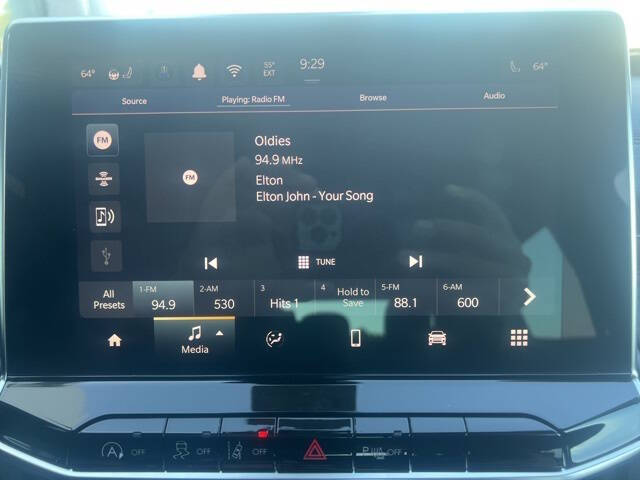 64° 55° 9:29 64°
EXT
Source Playing: Radio FM Browse Audio
FM
Oldies
94.9 MHz
FM
Elton
Elton John - Your Song
TUNE
All Presets
1-FM 94.9
2-AM 530
3 Hits 1
4 Hold to Save
5-FM 88.1
6-AM 600
Media
A OFF OFF OFF P OFF